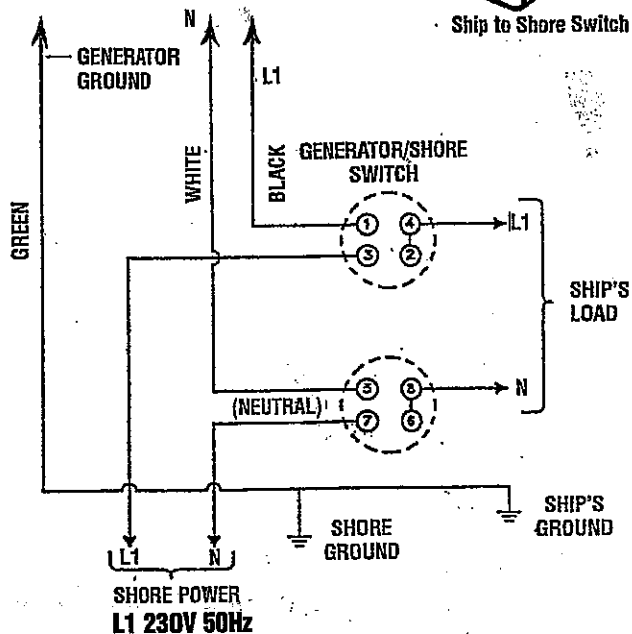 Ship to Shore Switch
N
GENERATOR
GROUND
L1
GREEN
WHITE
BLACK
GENERATOR/SHORE
SWITCH
1
4
L1
3
2
SHIP'S
LOAD
3
8
N
(NEUTRAL)
7
6
SHORE
GROUND
SHIP'S
GROUND
L1
N
SHORE POWER
L1 230V 50Hz